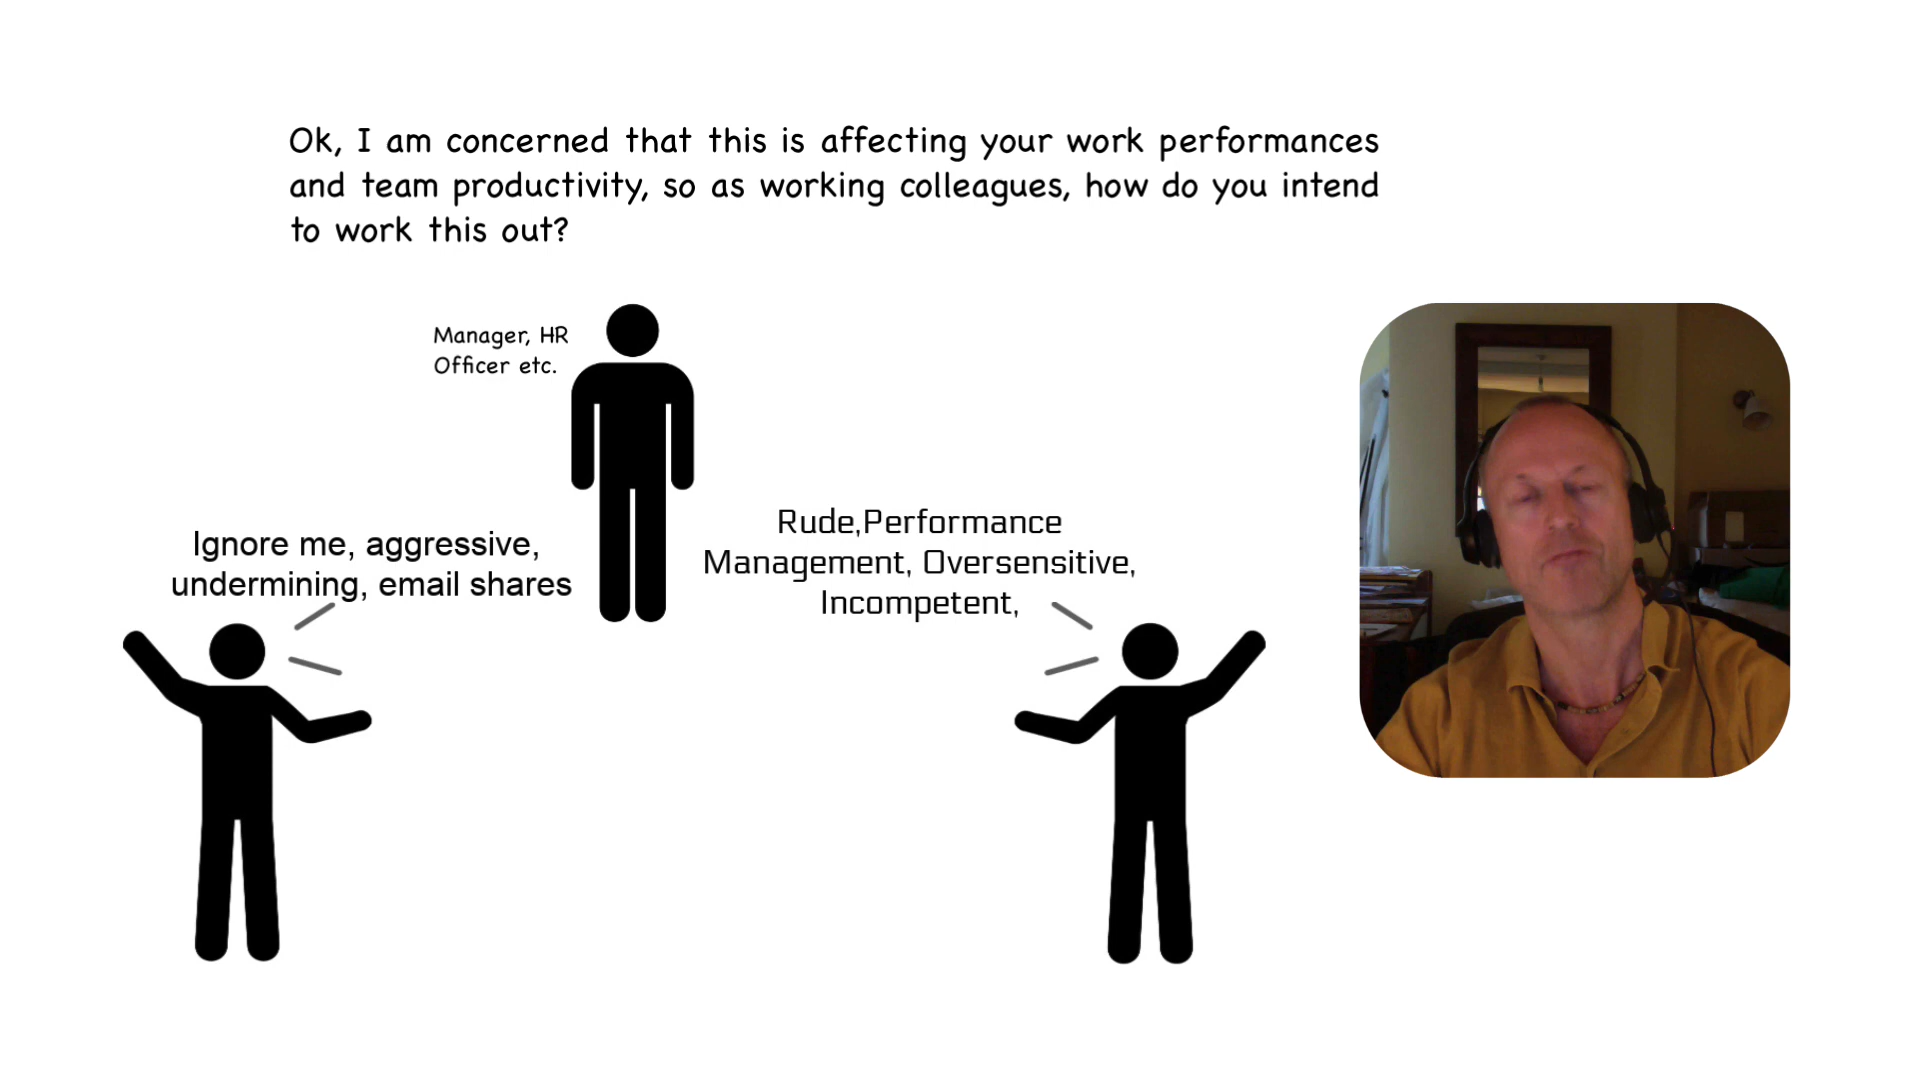 Ok, I am concerned that this is affecting your work performances
and team productivity, so as working colleagues, how do you intend
to work this out?
Manager, HR
Officer etc.
Ignore me, aggressive,
undermining, email shares
Rude,Performance
Management, Oversensitive,
Incompetent,